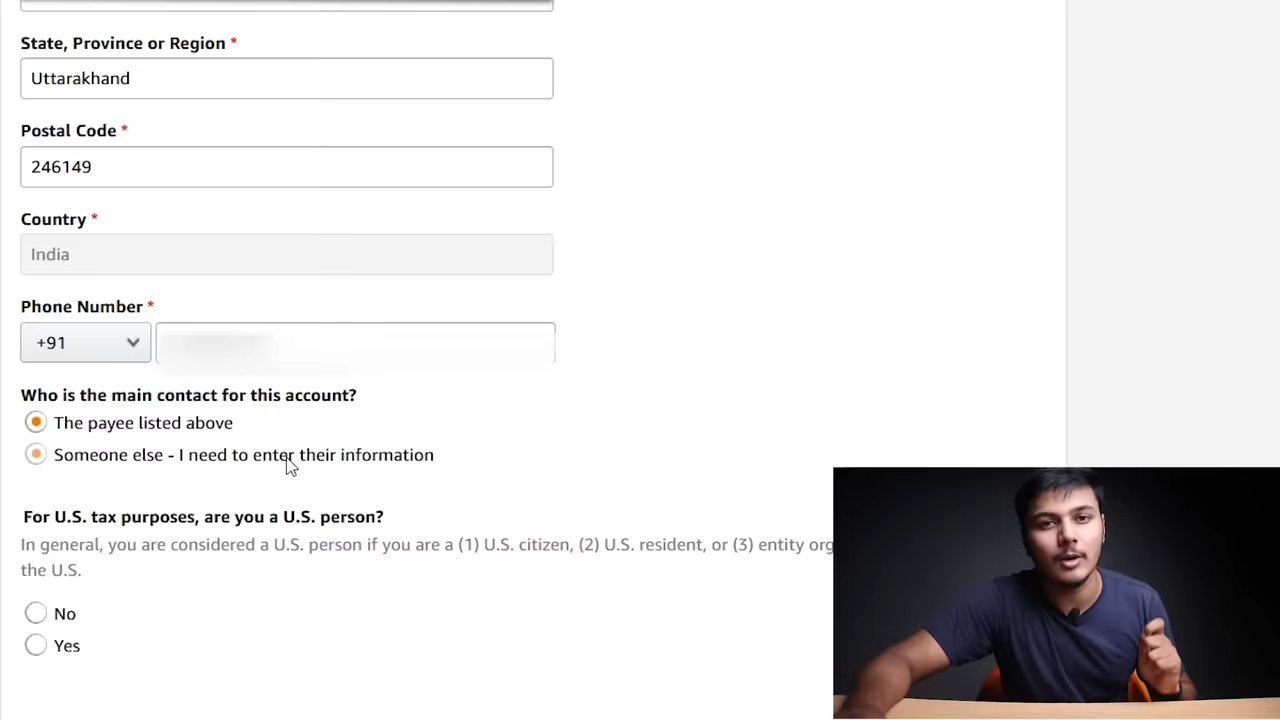 State, Province or Region *
Uttarakhand
Postal Code *
246149
Country *
India
Phone Number *
+91
Who is the main contact for this account?
The payee listed above
Someone else - I need to enter their information
For U.S. tax purposes, are you a U.S. person?
In general, you are considered a U.S. person if you are a (1) U.S. citizen, (2) U.S. resident, or (3) entity org
the U.S.
No
Yes